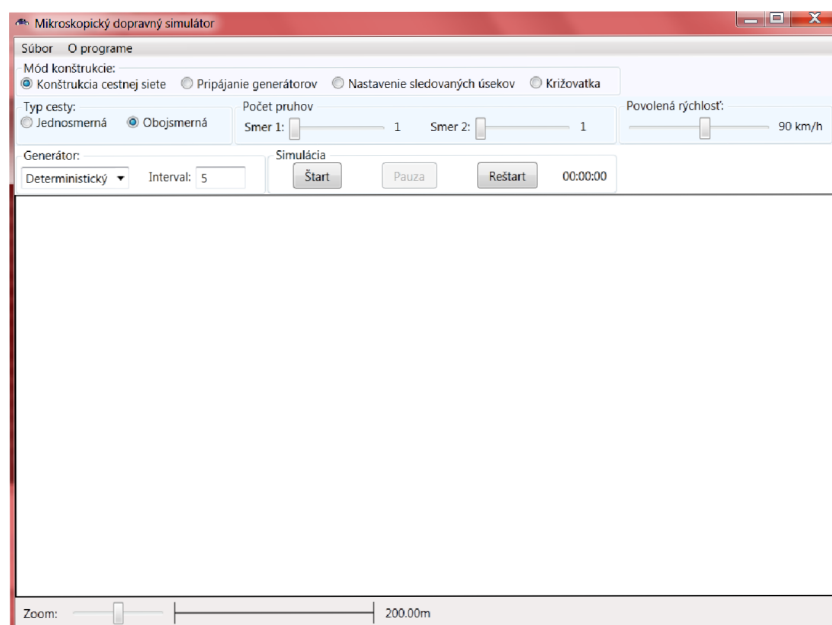 Mikroskopický dopravný simulátor
Súbor O programe
Mód konštrukcie:
Konštrukcia cestnej siete Pripájanie generátorov Nastavenie sledovaných úsekov Križovatka
Typ cesty: Počet pruhov Povolená rýchlosť:
Jednosmerná Obojsmerná Smer 1: 1 Smer 2: 1 90 km/h
Generátor: Simulácia
Deterministický Interval: 5 Štart Pauza Reštart 00:00:00
Zoom: 200.00m